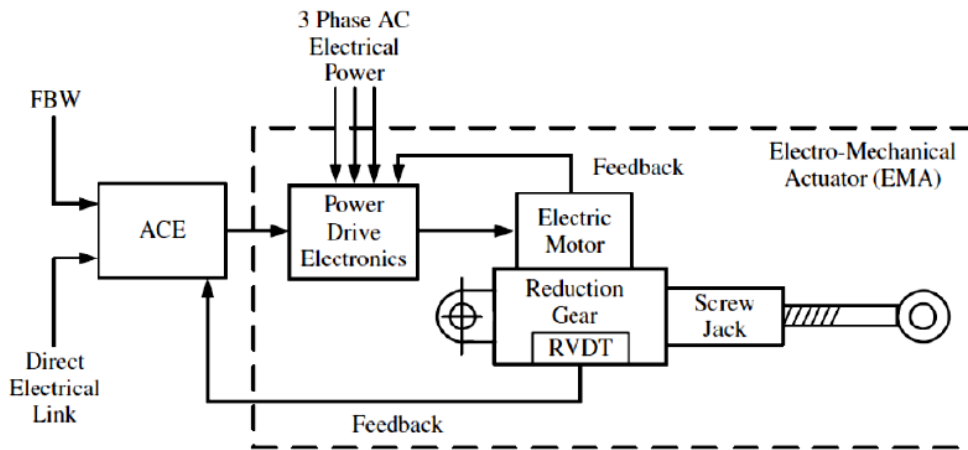 3 Phase AC
Electrical
Power
FBW
Electro-Mechanical
Actuator (EMA)
Feedback
ACE
Power
Drive
Electronics
Electric
Motor
Reduction
Gear
RVDT
Screw
Jack
Direct
Electrical
Link
Feedback